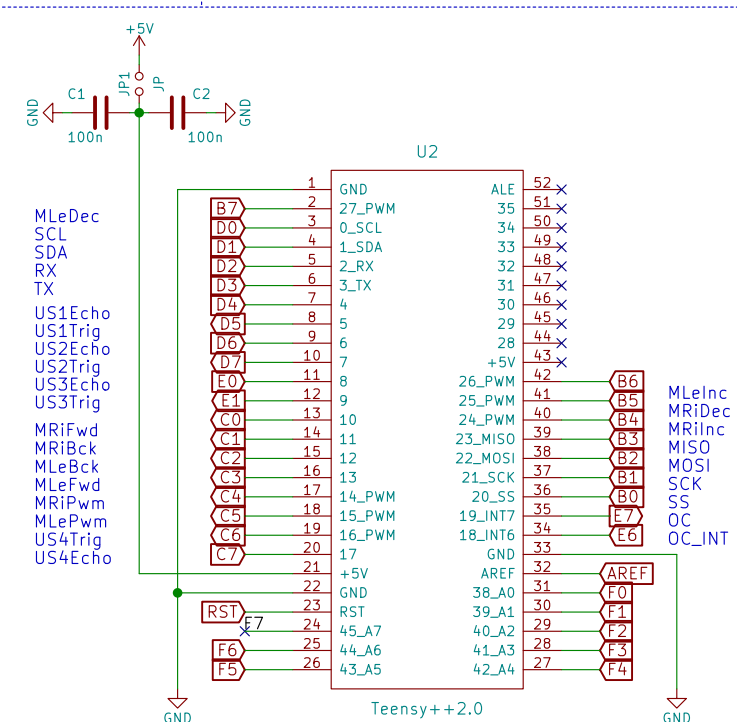 +5V
JP1
JP
C1
C2
GND
GND
100n
100n
U2
1 GND ALE 52
B7 2 27_PWM 35 51
D0 3 0_SCL 34 50
D1 4 1_SDA 33 49
D2 5 2_RX 32 48
D3 6 3_TX 31 47
D4 7 4 30 46
D5 8 5 29 45
D6 9 6 28 44
D7 10 7 +5V 43
E0 11 8 26_PWM 42 B6
E1 12 9 25_PWM 41 B5
C0 13 10 24_PWM 40 B4
C1 14 11 23_MISO 39 B3
C2 15 12 22_MOSI 38 B2
C3 16 13 21_SCK 37 B1
C4 17 14_PWM 20_SS 36 B0
C5 18 15_PWM 19_INT7 35 E7
C6 19 16_PWM 18_INT6 34 E6
C7 20 17 GND 33
21 +5V AREF 32 AREF
22 GND 38_A0 31 F0
RST 23 RST 39_A1 30 F1
F7 24 45_A7 40_A2 29 F2
F6 25 44_A6 41_A3 28 F3
F5 26 43_A5 42_A4 27 F4
Teensy++2.0
GND
GND
MLeDec
SCL
SDA
RX
TX
US1Echo
US1Trig
US2Echo
US2Trig
US3Echo
US3Trig
MRiFwd
MRiBck
MLeBck
MLeFwd
MRiPwm
MLePwm
US4Trig
US4Echo
MLeInc
MRiDec
MRiInc
MISO
MOSI
SCK
SS
OC
OC_INT